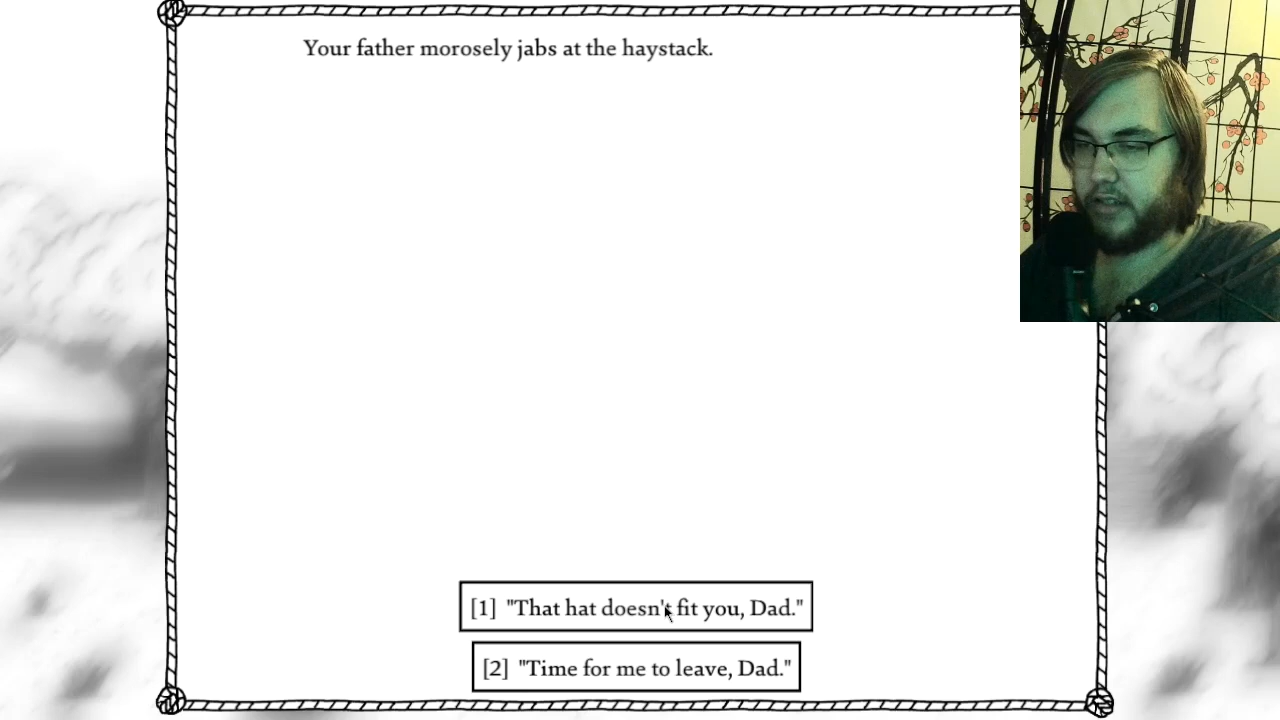 Your father morosely jabs at the haystack.
[1] "That hat doesn't fit you, Dad."
[2] "Time for me to leave, Dad."